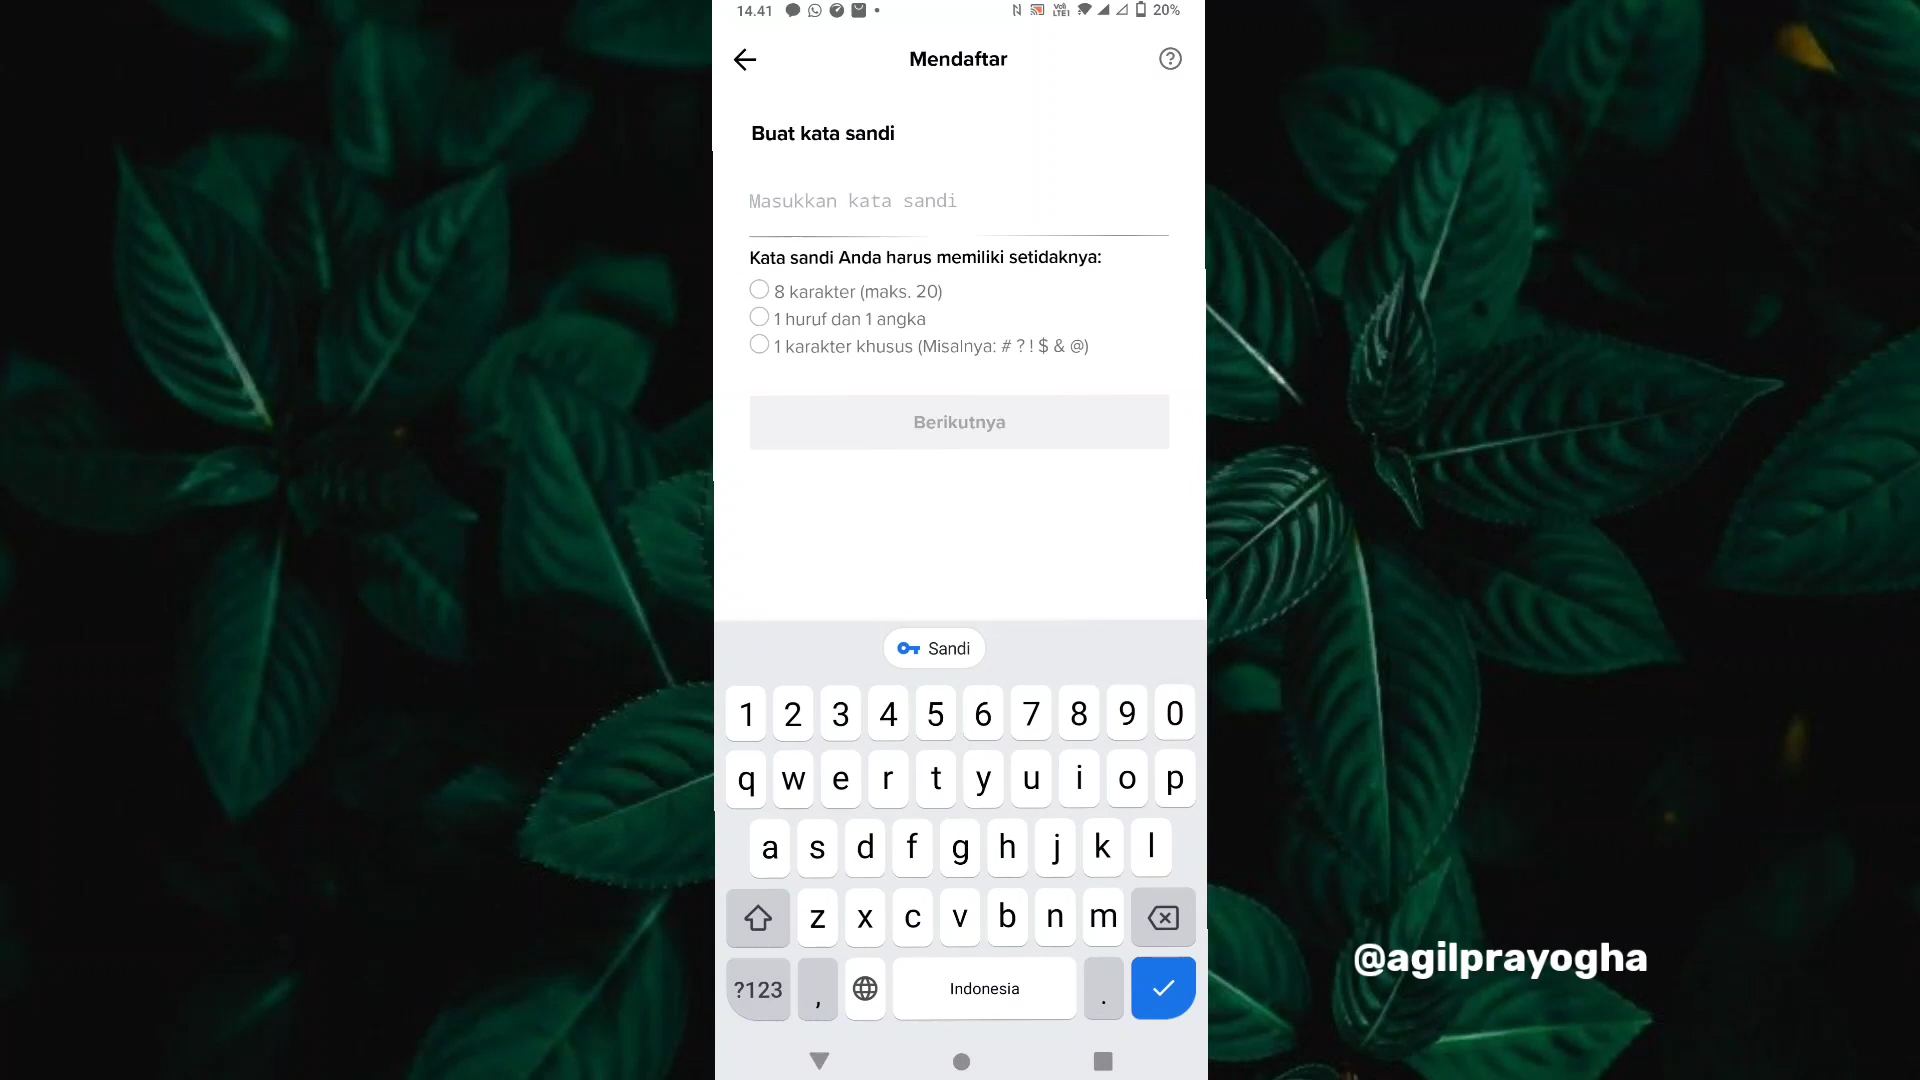 14.41
Vo)) LTE1
20%
Mendaftar
Buat kata sandi
Masukkan kata sandi
Kata sandi Anda harus memiliki setidaknya:
8 karakter (maks. 20)
1 huruf dan 1 angka
1 karakter khusus (Misalnya: # ? ! $ & @)
Berikutnya
Sandi
1 2 3 4 5 6 7 8 9 0
q w e r t y u i o p
a s d f g h j k l
z x c v b n m
?123 , Indonesia .
@agilprayogha